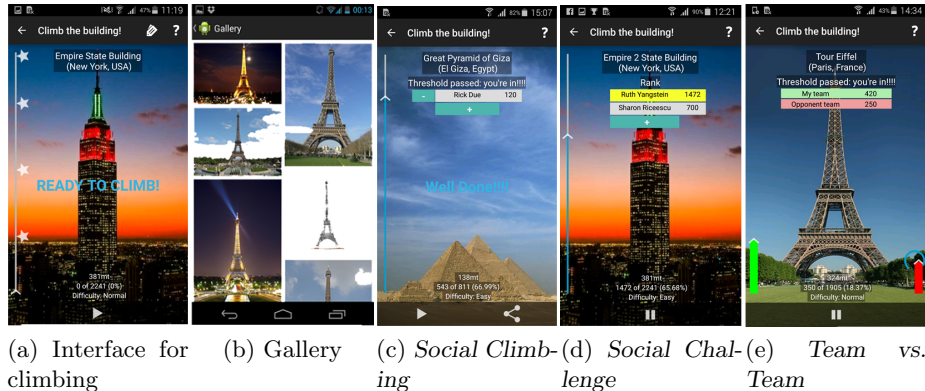 47% 11:19
Climb the building! ?
Empire State Building
(New York, USA)
READY TO CLIMB!
381mt
0 of 2241 (0%)
Difficulty: Normal
00:13
Gallery
82% 15:07
Climb the building! ?
Great Pyramid of Giza
(El Giza, Egypt)
Threshold passed: you're in!!!!
- Rick Due 120
+
Well Done!!!!
138mt
543 of 811 (66.99%)
Difficulty: Easy
90% 12:21
Climb the building! ?
Empire 2 State Building
(New York, USA)
Rank
Ruth Yangstein 1472
Sharon Riceescu 700
+
381mt
1472 of 2241 (65.68%)
Difficulty: Easy
43% 14:34
Climb the building! ?
Tour Eiffel
(Paris, France)
Threshold passed: you're in!!!!
My team 420
Opponent team 250
324mt
350 of 1905 (18.37%)
Difficulty: Normal
(a) Interface for
climbing
(b) Gallery
(c) Social Climb-
ing
(d) Social Chal-
lenge
(e) Team vs.
Team